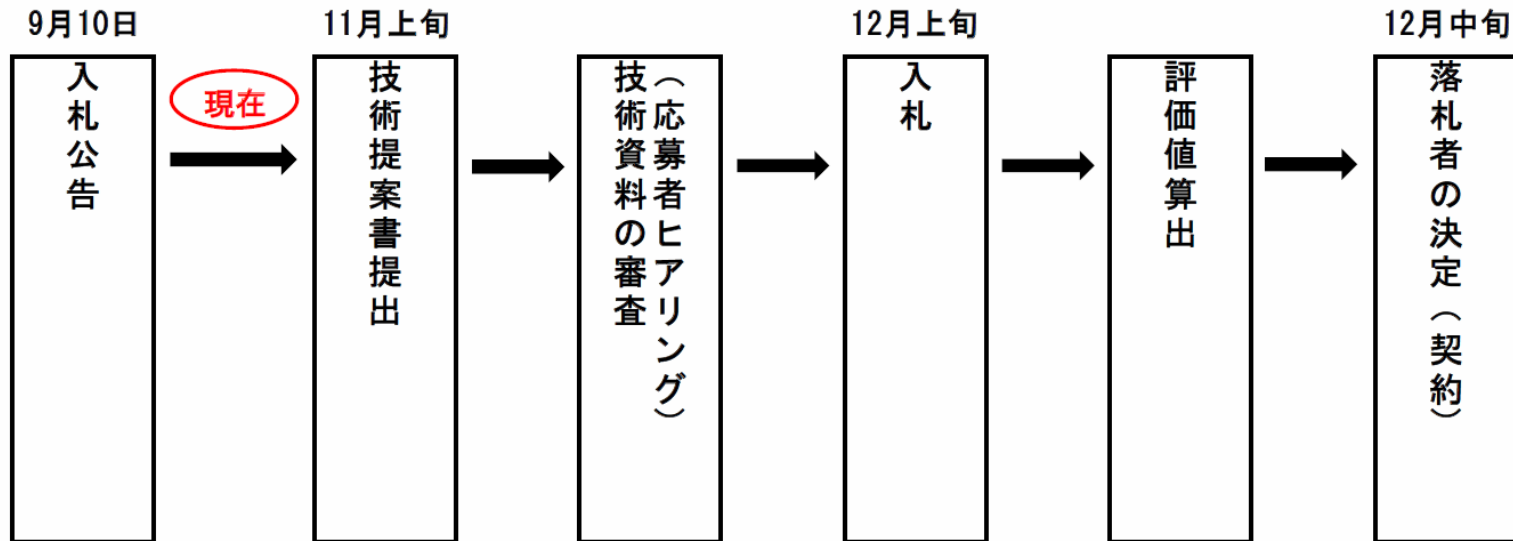 9月10日
入札公告
現在
11月上旬
技術提案書提出
(応募者ヒアリング)
技術資料の審査
12月上旬
入札
評価値算出
12月中旬
落札者の決定(契約)